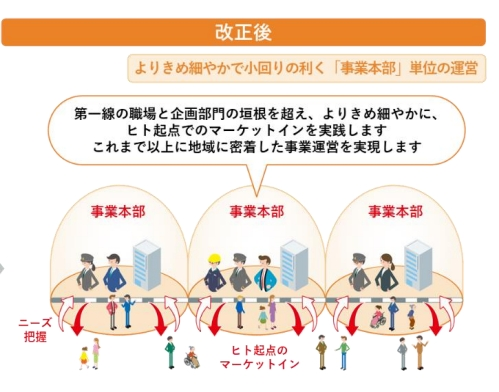 改正後
よりきめ細やかで小回りの利く「事業本部」単位の運営
第一線の職場と企画部門の垣根を超え、よりきめ細やかに、
ヒト起点でのマーケットインを実践します
これまで以上に地域に密着した事業運営を実現します
事業本部
事業本部
事業本部
ニーズ
把握
ヒト起点の
マーケットイン